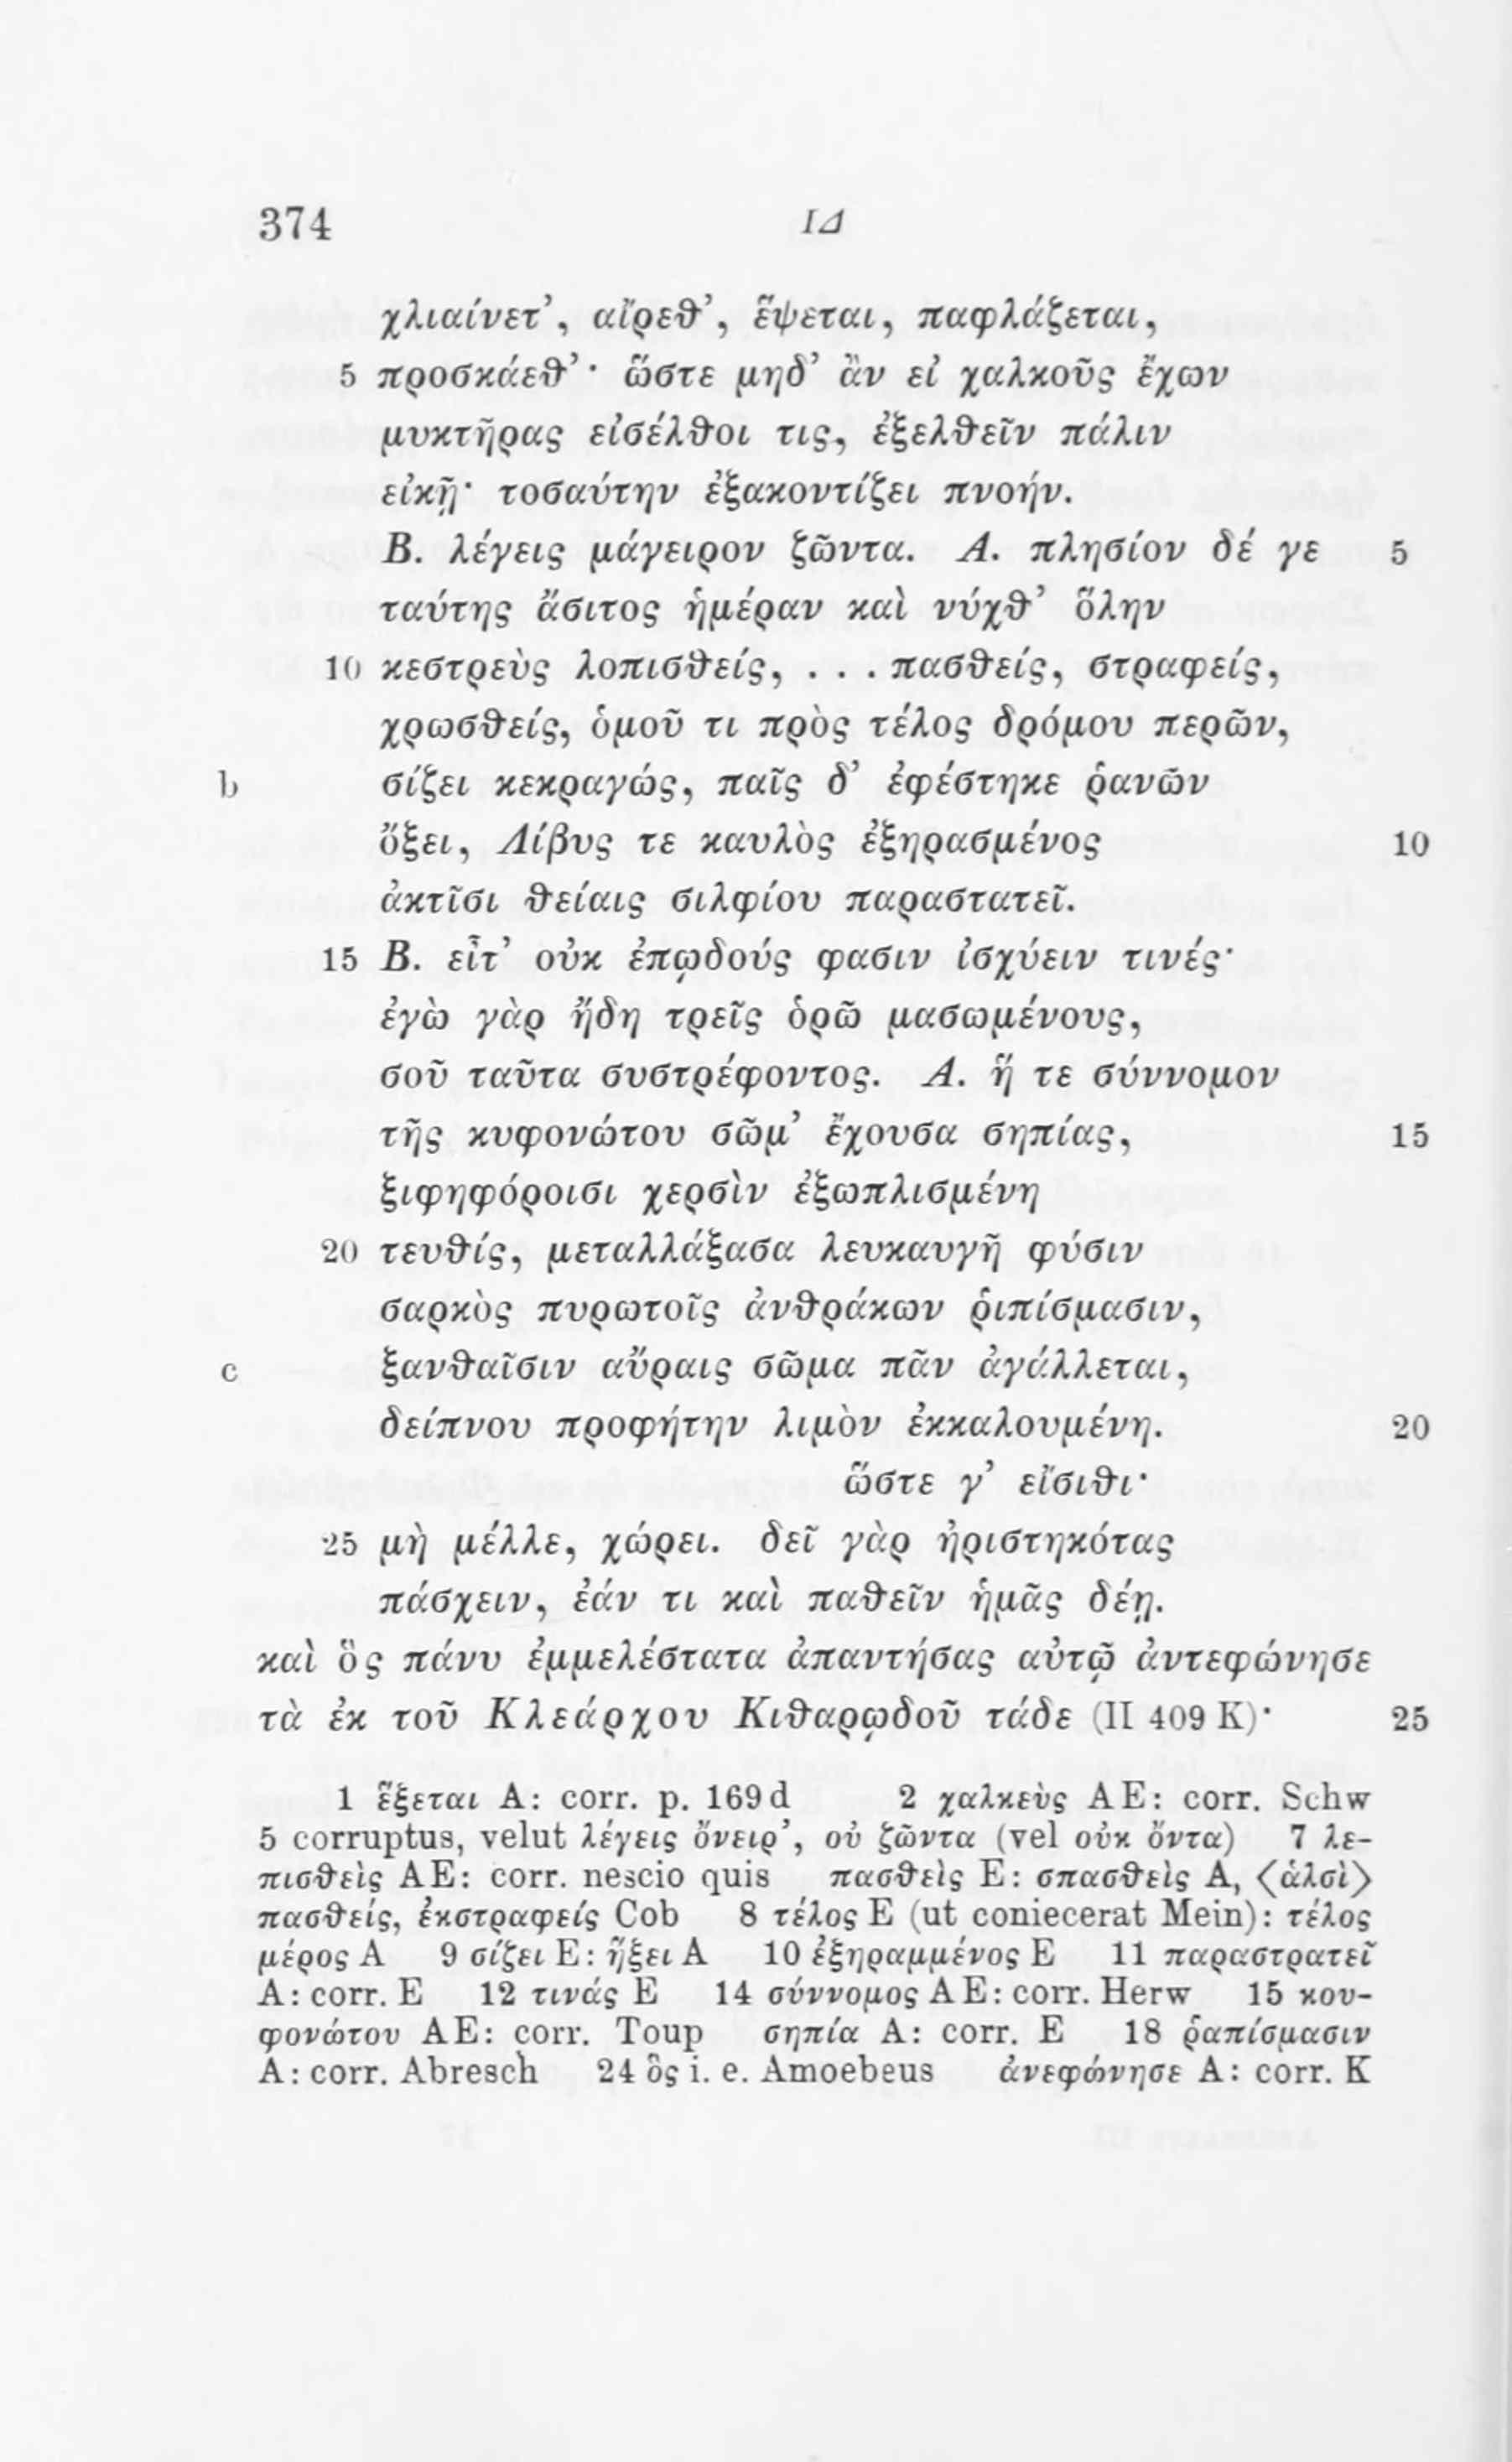 374 ΙΔ
χλιαίνετ’, αἴρεθ’, ἕψεται, παφλάζεται,
5 προσκάεθ’· ὥστε μηδ’ ἂν εἰ χαλκοῦς ἔχων
μυκτῆρας εἰσέλθοι τις, ἐξελθεῖν πάλιν
εἰκῇ· τοσαύτην ἐξακοντίζει πνοήν.
Β. λέγεις μάγειρον ζῶντα. Α. πλησίον δέ γε 5
ταύτης ἄσιτος ἡμέραν καὶ νύχθ’ ὅλην
10 κεστρεὺς λοπισθείς, . . . πασθείς, στραφείς,
χρωσθείς, ὁμοῦ τι πρὸς τέλος δρόμου περῶν,
b σίζει κεκραγώς, παῖς δ’ ἐφέστηκε ῥανῶν
ὄξει, Λίβυς τε καυλὸς ἐξηρασμένος 10
ἀκτῖσι θείαις σιλφίου παραστατεῖ.
15 Β. εἶτ’ οὐκ ἐπῳδούς φασιν ἰσχύειν τινές·
ἐγὼ γὰρ ἤδη τρεῖς ὁρῶ μασωμένους,
σοῦ ταῦτα συστρέφοντος. Α. ἥ τε σύννομον
τῆς κυφονώτου σῶμ’ ἔχουσα σηπίας, 15
ξιφηφόροισι χερσὶν ἐξωπλισμένη
20 τευθίς, μεταλλάξασα λευκαυγῆ φύσιν
σαρκὸς πυρωτοῖς ἀνθράκων ῥιπίσμασιν,
c ξανθαῖσιν αὔραις σῶμα πᾶν ἀγάλλεται,
δείπνου προφήτην λιμὸν ἐκκαλουμένη. 20
ὥστε γ’ εἴσιθι·
25 μὴ μέλλε, χώρει. δεῖ γὰρ ἠριστηκότας
πάσχειν, ἐάν τι καὶ παθεῖν ἡμᾶς δέῃ.
καὶ ὃς πάνυ ἐμμελέστατα ἀπαντήσας αὐτῷ ἀντεφώνησε
τὰ ἐκ τοῦ Κλεάρχου Κιθαρῳδοῦ τάδε (II 409 K)· 25
1 ἕξεται A: corr. p. 169 d 2 χαλκεὺς AE: corr. Schw
5 corruptus, velut λέγεις ὄνειρ’, οὐ ζῶντα (vel οὐκ ὄντα) 7 λε-
πισθεὶς AE: corr. nescio quis πασθεὶς E: σπασθεὶς A, ⟨ἁλσὶ⟩
πασθείς, ἐκστραφείς Cob 8 τέλος E (ut coniecerat Mein): τέλος
μέρος A 9 σίζει E: ἥξει A 10 ἐξηραμμένος E 11 παραστρατεῖ
A: corr. E 12 τινάς E 14 σύννομος AE: corr. Herw 15 κου-
φονώτου AE: corr. Toup σηπία A: corr. E 18 ῥαπίσμασιν
A: corr. Abresch 24 ὃς i. e. Amoebeus ἀνεφώνησε A: corr. K